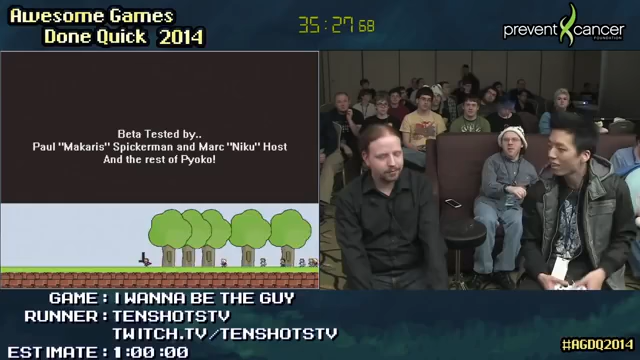 Awesome Games
Done Quick 2014
35:27 68
prevent cancer
FOUNDATION
Beta Tested by..
Paul "Makaris" Spickerman and Marc "Niku" Host
And the rest of Pyoko!
GAME : I WANNA BE THE GUY
RUNNER : TENSHOTSTV
TWITCH.TV/TENSHOTSTV
ESTIMATE : 1:00:00
#AGDQ2014